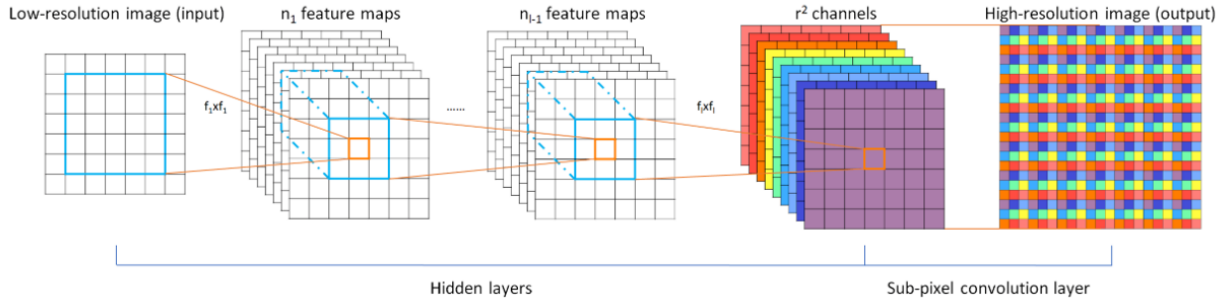 Low-resolution image (input)
n₁ feature maps
nₗ₋₁ feature maps
r² channels
High-resolution image (output)
f₁xf₁
......
fₗxfₗ
Hidden layers
Sub-pixel convolution layer